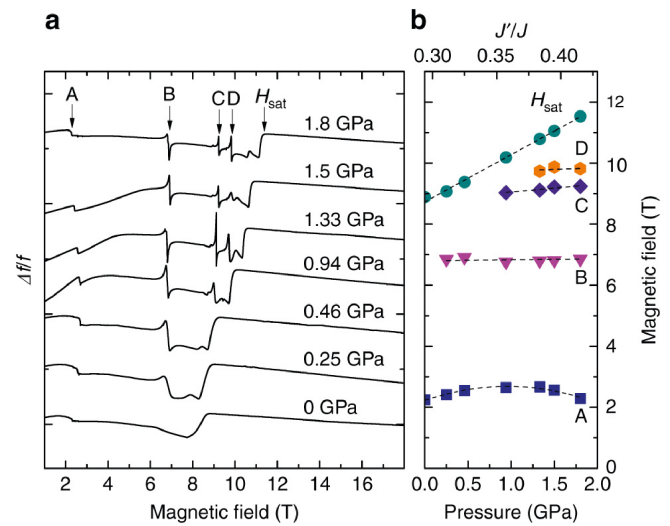 a
A
B
C D
H_sat
1.8 GPa
1.5 GPa
1.33 GPa
0.94 GPa
0.46 GPa
0.25 GPa
0 GPa
Δf/f
2 4 6 8 10 12 14 16
Magnetic field (T)
b
J'/J
0.30 0.35 0.40
H_sat
D
C
B
A
12
10
8
6
4
2
0
Magnetic field (T)
0.0 0.5 1.0 1.5 2.0
Pressure (GPa)